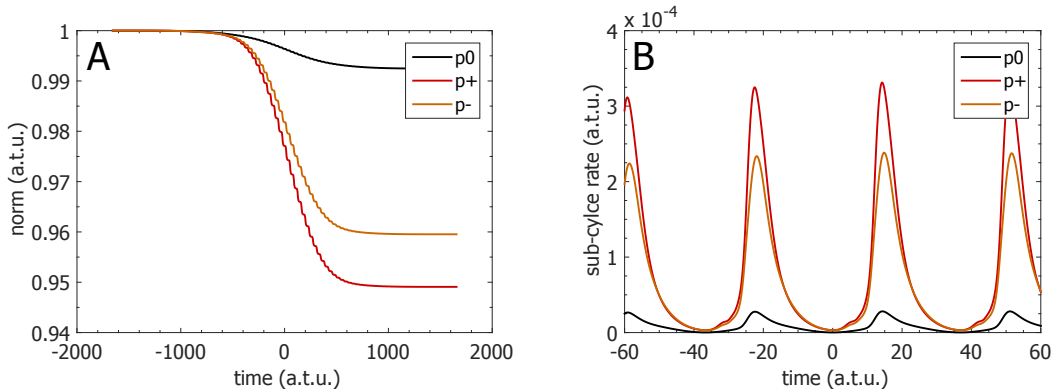 A
1
0.99
0.98
0.97
0.96
0.95
0.94
norm (a.t.u.)
-2000
-1000
0
1000
2000
time (a.t.u.)
p0
p+
p-
B
× 10⁻⁴
4
3
2
1
0
sub-cylce rate (a.t.u.)
-60
-40
-20
0
20
40
60
time (a.t.u.)
p0
p+
p-